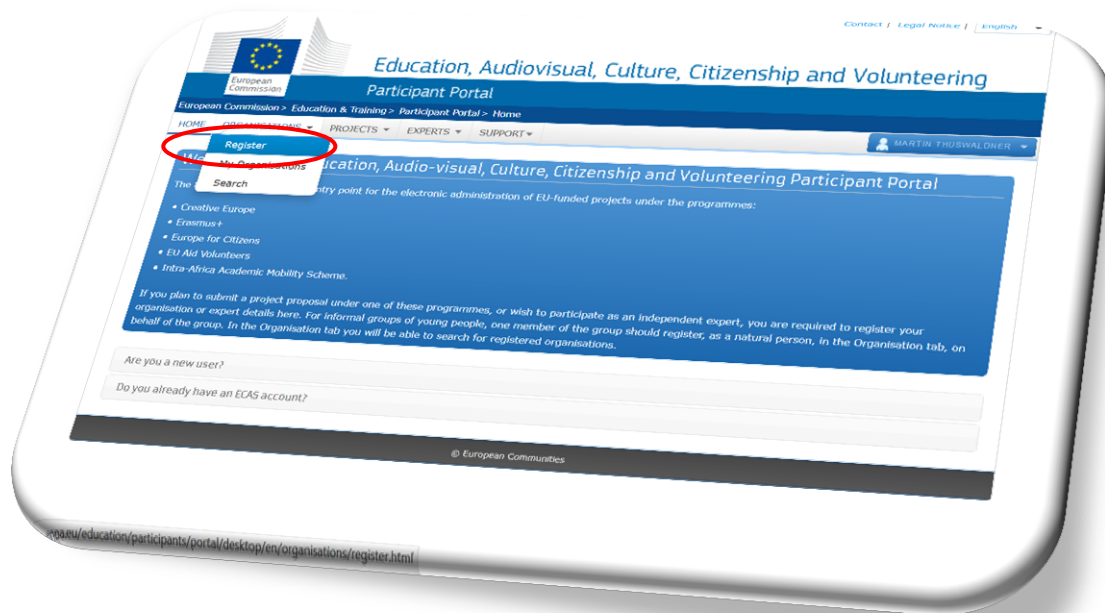 Contact | Legal Notice | English
European
Commission
Education, Audiovisual, Culture, Citizenship and Volunteering
Participant Portal
European Commission > Education & Training > Participant Portal > Home
HOME ORGANISATIONS PROJECTS EXPERTS SUPPORT
MARTIN THUSWALDNER
Register
My Organisations
Search
ucation, Audio-visual, Culture, Citizenship and Volunteering Participant Portal
The try point for the electronic administration of EU-funded projects under the programmes:
• Creative Europe
• Erasmus+
• Europe for Citizens
• EU Aid Volunteers
• Intra-Africa Academic Mobility Scheme.
If you plan to submit a project proposal under one of these programmes, or wish to participate as an independent expert, you are required to register your
organisation or expert details here. For informal groups of young people, one member of the group should register, as a natural person, in the Organisation tab, on
behalf of the group. In the Organisation tab you will be able to search for registered organisations.
Are you a new user?
Do you already have an ECAS account?
© European Communities
opa.eu/education/participants/portal/desktop/en/organisations/register.html